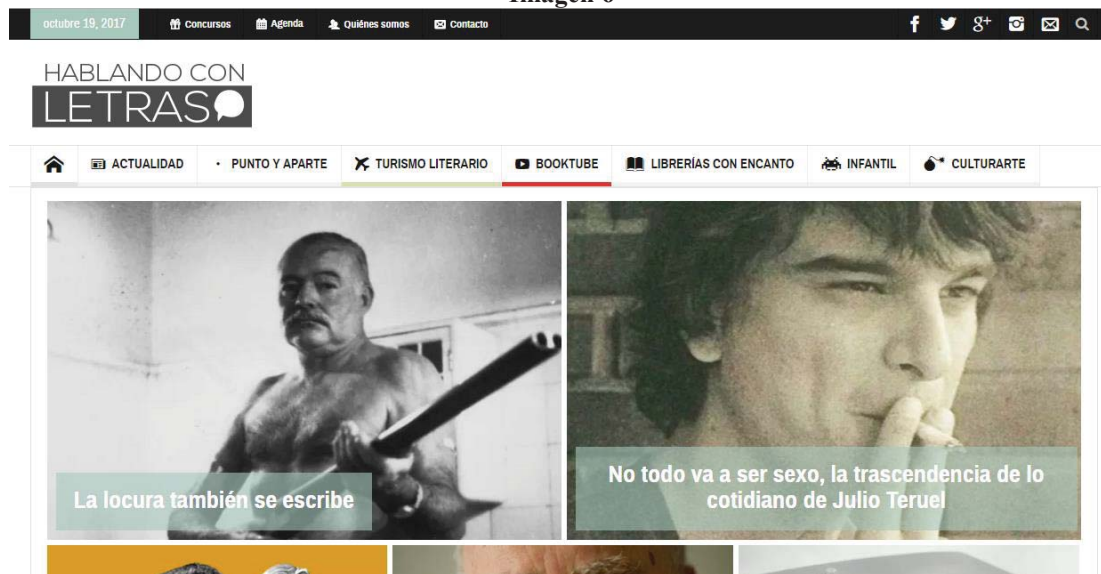 Imagen 6
octubre 19, 2017 Concursos Agenda Quiénes somos Contacto
HABLANDO CON
LETRAS
ACTUALIDAD · PUNTO Y APARTE TURISMO LITERARIO BOOKTUBE LIBRERÍAS CON ENCANTO INFANTIL CULTURARTE
La locura también se escribe
No todo va a ser sexo, la trascendencia de lo
cotidiano de Julio Teruel